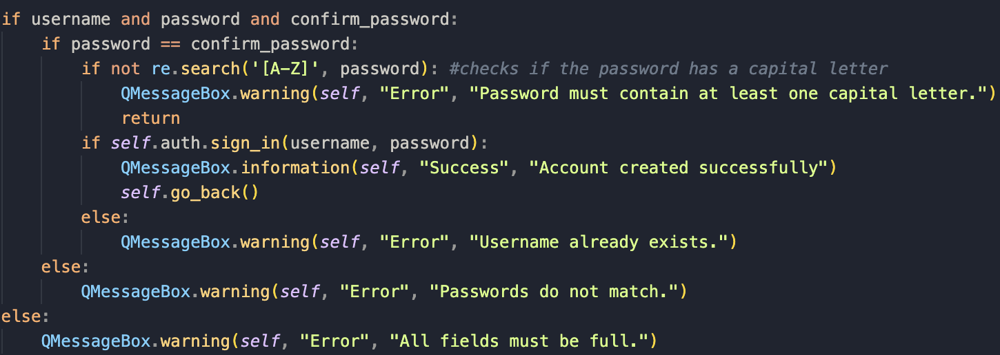 if username and password and confirm_password:
    if password == confirm_password:
        if not re.search('[A-Z]', password): #checks if the password has a capital letter
            QMessageBox.warning(self, "Error", "Password must contain at least one capital letter.")
            return
        if self.auth.sign_in(username, password):
            QMessageBox.information(self, "Success", "Account created successfully")
            self.go_back()
        else:
            QMessageBox.warning(self, "Error", "Username already exists.")
    else:
        QMessageBox.warning(self, "Error", "Passwords do not match.")
else:
    QMessageBox.warning(self, "Error", "All fields must be full.")